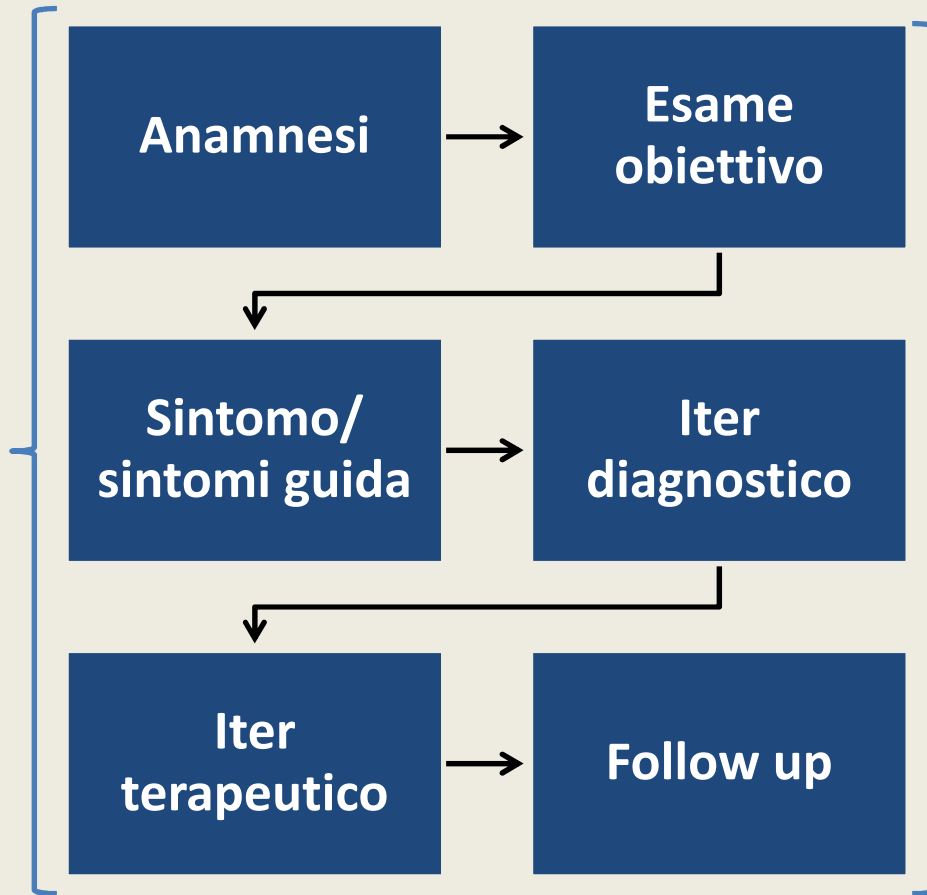 Anamnesi
Esame
obiettivo
Sintomo/
sintomi guida
Iter
diagnostico
Iter
terapeutico
Follow up